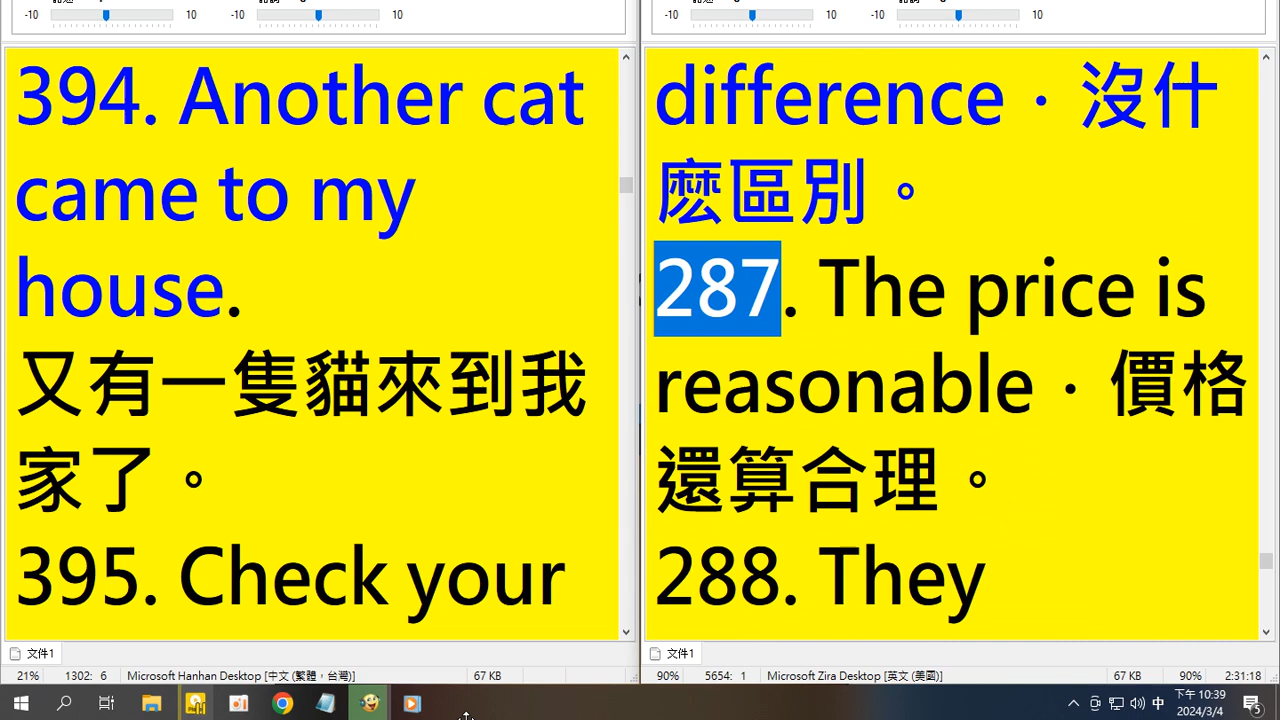 -10 10 -10 10
394. Another cat
came to my
house.
又有一隻貓來到我
家了。
395. Check your
文件1
21% 1302: 6 Microsoft Hanhan Desktop [中文 (繁體，台灣)] 67 KB
-10 10 -10 10
difference．沒什
麼區別。
287. The price is
reasonable．價格
還算合理。
288. They
文件1
90% 5654: 1 Microsoft Zira Desktop [英文 (美國)] 67 KB 90% 2:31:18
中
下午 10:39
2024/3/4
5